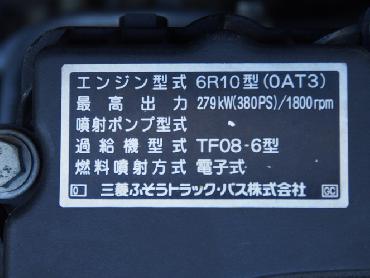 エンジン型式 6R10型(0AT3)
最高出力 279kW(380PS)/1800rpm
噴射ポンプ型式
過給機型式 TF08-6型
燃料噴射方式 電子式
0 三菱ふそうトラック・バス株式会社 GC